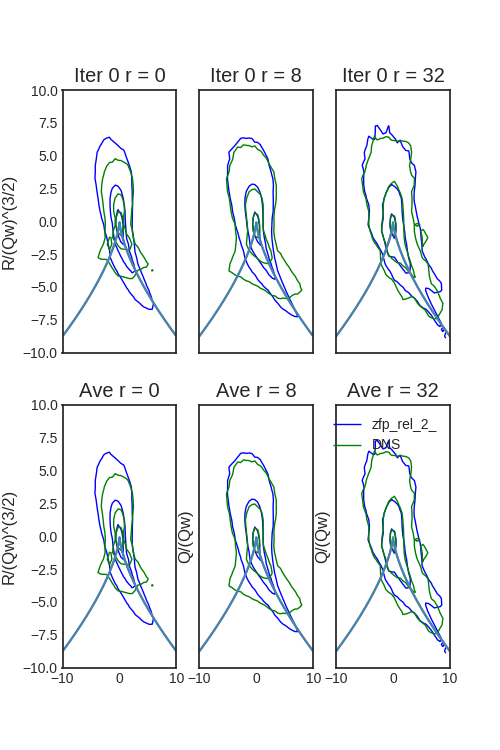 Iter 0 r = 0
Iter 0 r = 8
Iter 0 r = 32
10.0
7.5
5.0
2.5
0.0
−2.5
−5.0
−7.5
−10.0
R/(Qw)^(3/2)
Ave r = 0
Ave r = 8
Ave r = 32
10.0
7.5
5.0
2.5
0.0
−2.5
−5.0
−7.5
−10.0
R/(Qw)^(3/2)
Q/(Qw)
Q/(Qw)
zfp_rel_2_
DNS
−10 0 10
−10 0 10
−10 0 10